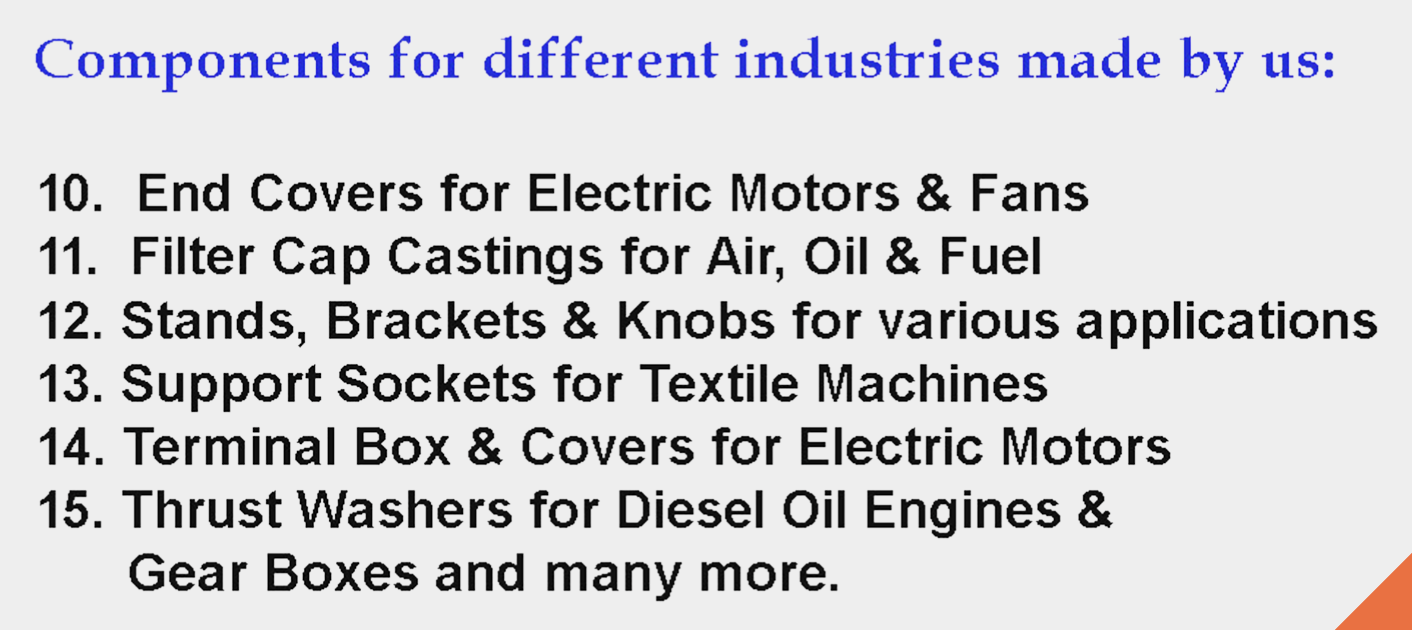 Components for different industries made by us:
10. End Covers for Electric Motors & Fans
11. Filter Cap Castings for Air, Oil & Fuel
12. Stands, Brackets & Knobs for various applications
13. Support Sockets for Textile Machines
14. Terminal Box & Covers for Electric Motors
15. Thrust Washers for Diesel Oil Engines &
Gear Boxes and many more.